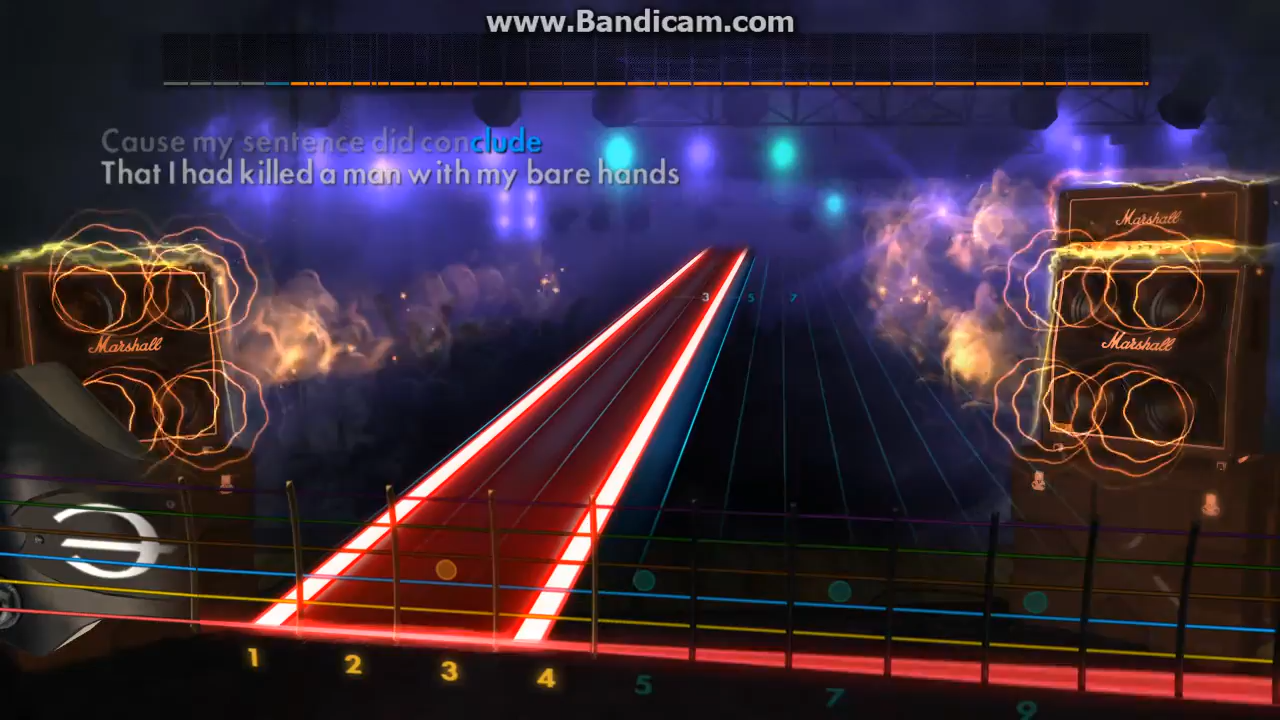 www.Bandicam.com
Cause my sentence did conclude
That I had killed a man with my bare hands
Marshall
Marshall
Marshall
3 5 7
1 2 3 4 5 7 9